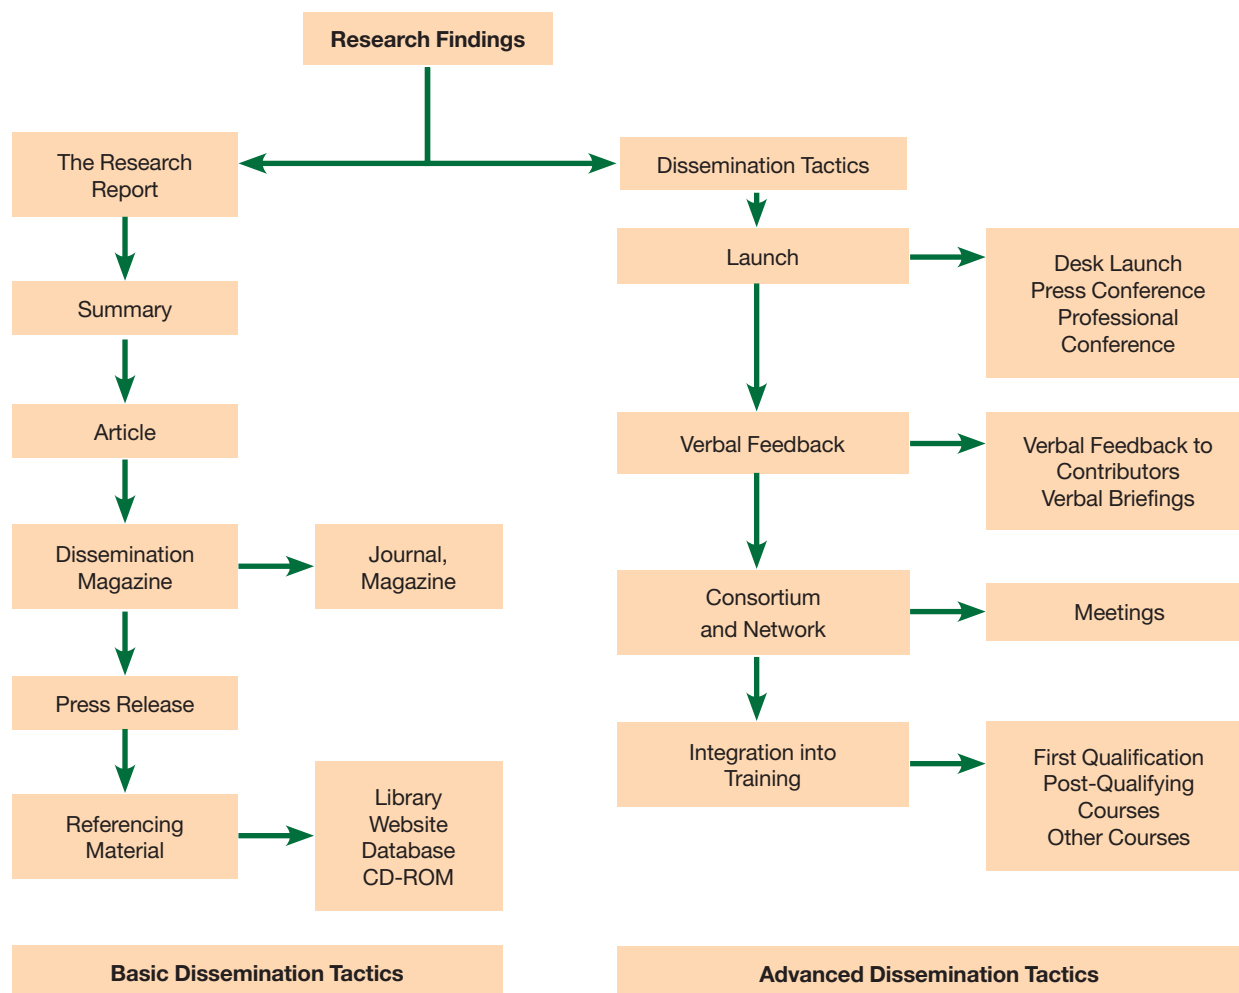 Research Findings
The Research
Report
Summary
Article
Dissemination
Magazine
Journal,
Magazine
Press Release
Referencing
Material
Library
Website
Database
CD-ROM
Basic Dissemination Tactics
Dissemination Tactics
Launch
Desk Launch
Press Conference
Professional
Conference
Verbal Feedback
Verbal Feedback to
Contributors
Verbal Briefings
Consortium
and Network
Meetings
Integration into
Training
First Qualification
Post-Qualifying
Courses
Other Courses
Advanced Dissemination Tactics